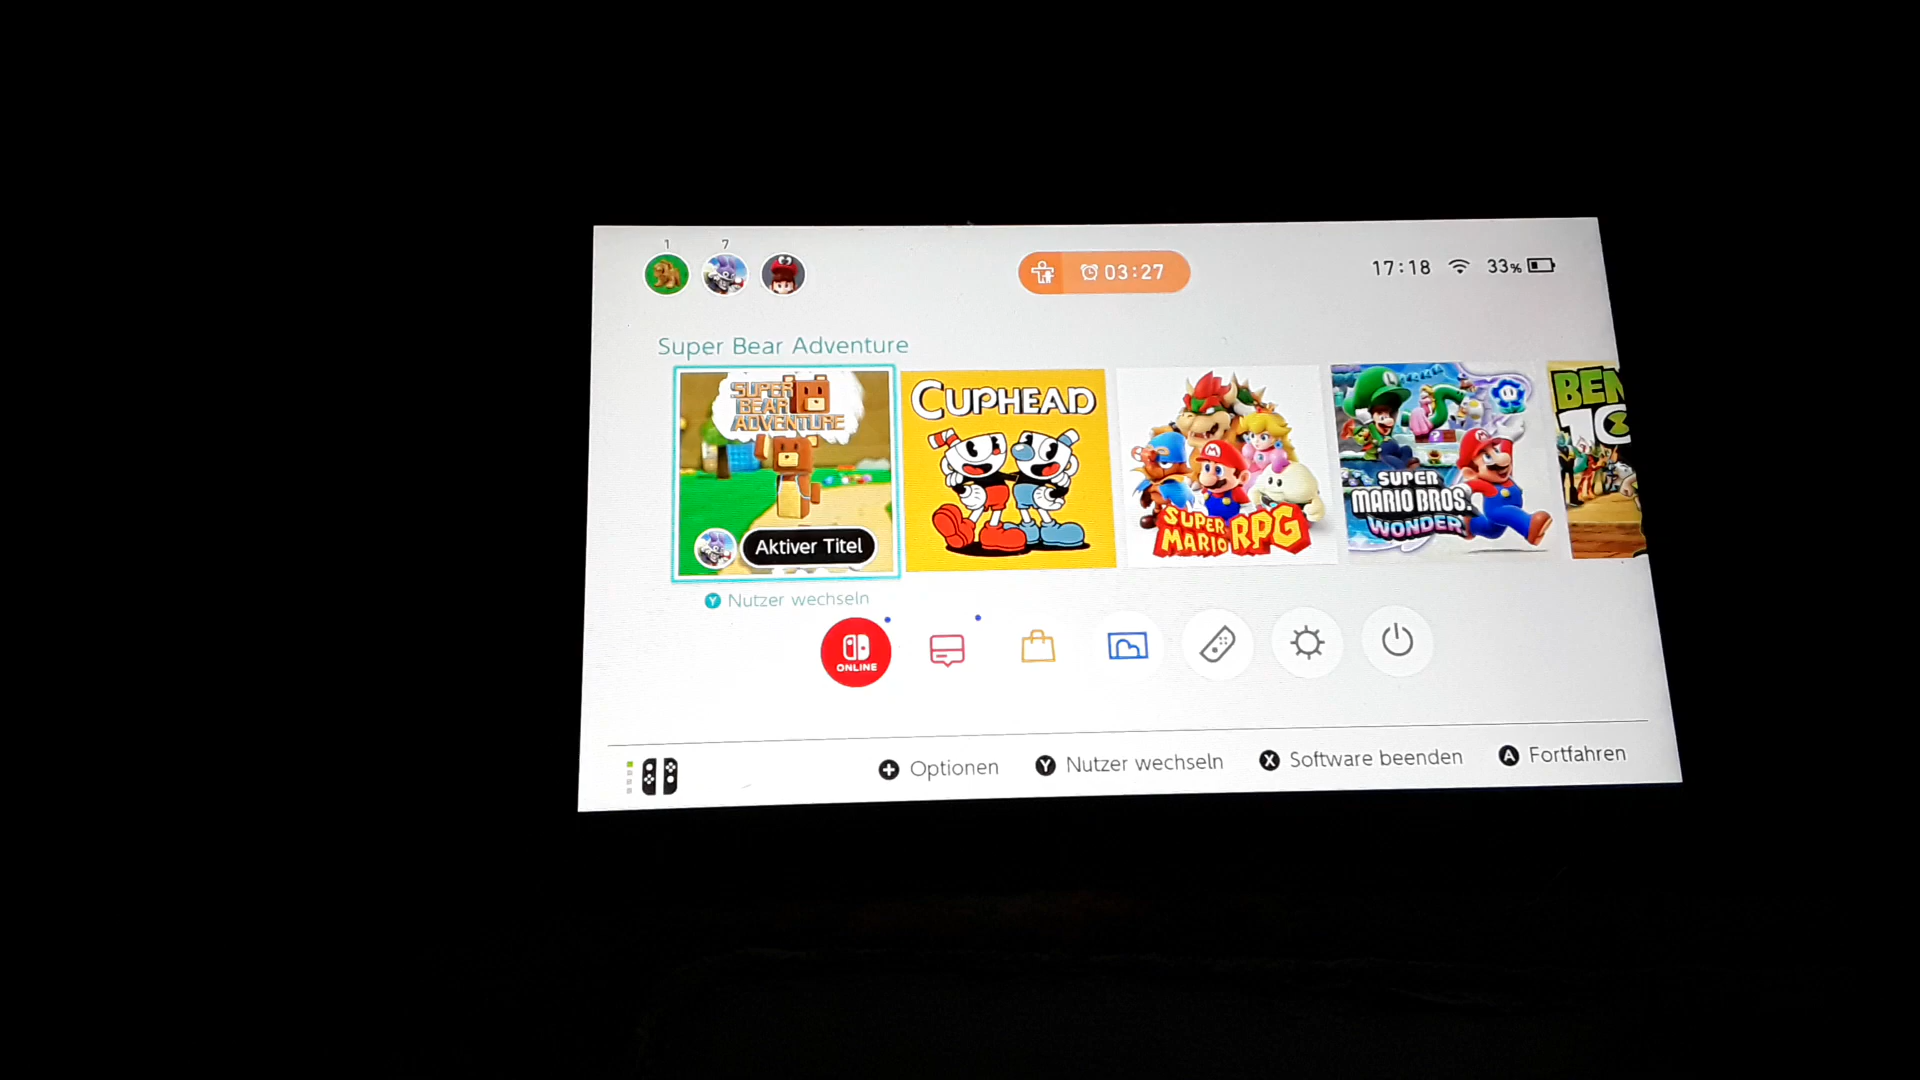 1 7
03:27
17:18 33%
Super Bear Adventure
SUPER
BEAR
ADVENTURE
Aktiver Titel
CUPHEAD
SUPER
MARIO RPG
SUPER
MARIO BROS.
WONDER
BEN
10
Y Nutzer wechseln
ONLINE
+ Optionen Y Nutzer wechseln X Software beenden A Fortfahren